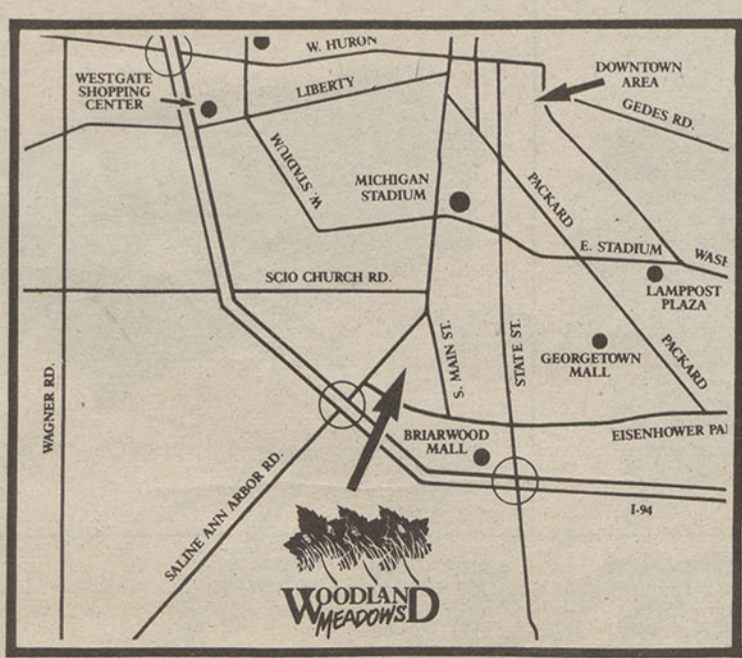 W. HURON
WESTGATE
SHOPPING
CENTER
LIBERTY
DOWNTOWN
AREA
GEDES RD.
W. STADIUM
MICHIGAN
STADIUM
PACKARD
E. STADIUM
WASH
SCIO CHURCH RD.
LAMPPOST
PLAZA
WAGNER RD.
S. MAIN ST.
STATE ST.
GEORGETOWN
MALL
PACKARD
BRIARWOOD
MALL
EISENHOWER PA
SALINE ANN ARBOR RD.
I-94
WOODLAND
MEADOWS